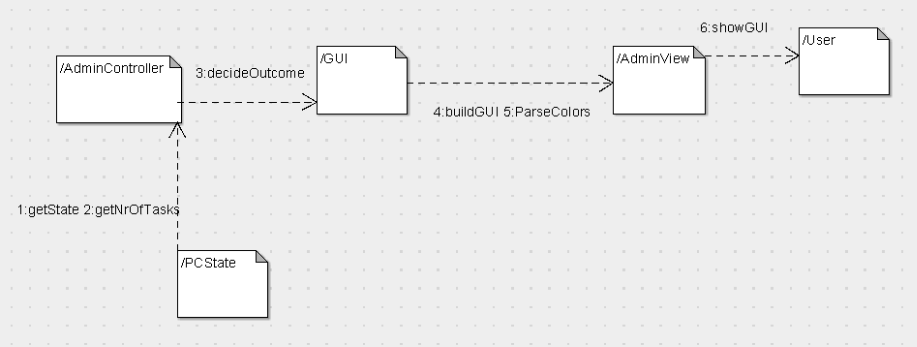 6:showGUI
/AdminController
3:decideOutcome
/GUI
/AdminView
/User
4:buildGUI 5:ParseColors
1:getState 2:getNrOfTasks
/PCState